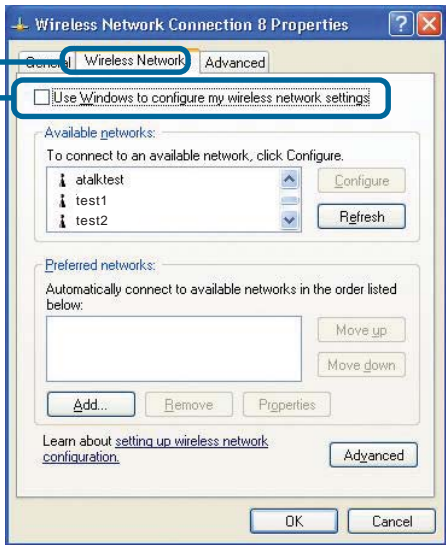 Wireless Network Connection 8 Properties
General Wireless Network Advanced
Use Windows to configure my wireless network settings
Available networks:
To connect to an available network, click Configure.
atalktest
Configure
test1
test2
Refresh
Preferred networks:
Automatically connect to available networks in the order listed
below:
Move up
Move down
Add... Remove Properties
Learn about setting up wireless network
configuration.
Advanced
OK Cancel